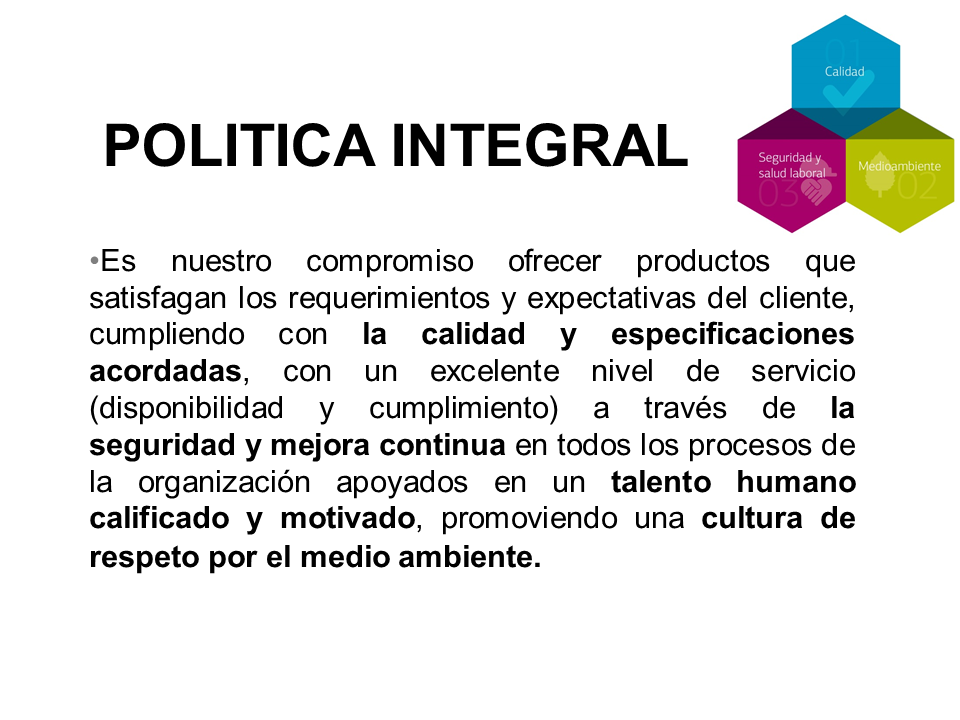 01
Calidad
POLITICA INTEGRAL
Seguridad y
salud laboral
03
Medioambiente
02
•Es nuestro compromiso ofrecer productos que
satisfagan los requerimientos y expectativas del cliente,
cumpliendo con la calidad y especificaciones
acordadas, con un excelente nivel de servicio
(disponibilidad y cumplimiento) a través de la
seguridad y mejora continua en todos los procesos de
la organización apoyados en un talento humano
calificado y motivado, promoviendo una cultura de
respeto por el medio ambiente.